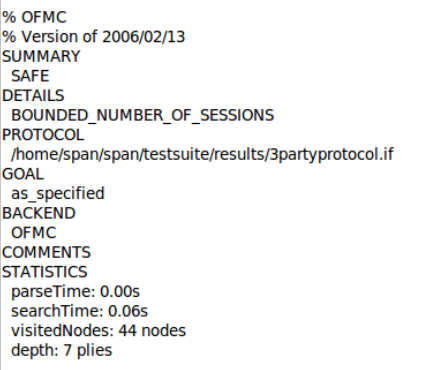 % OFMC
% Version of 2006/02/13
SUMMARY
SAFE
DETAILS
BOUNDED_NUMBER_OF_SESSIONS
PROTOCOL
/home/span/span/testsuite/results/3partyprotocol.if
GOAL
as_specified
BACKEND
OFMC
COMMENTS
STATISTICS
parseTime: 0.00s
searchTime: 0.06s
visitedNodes: 44 nodes
depth: 7 plies